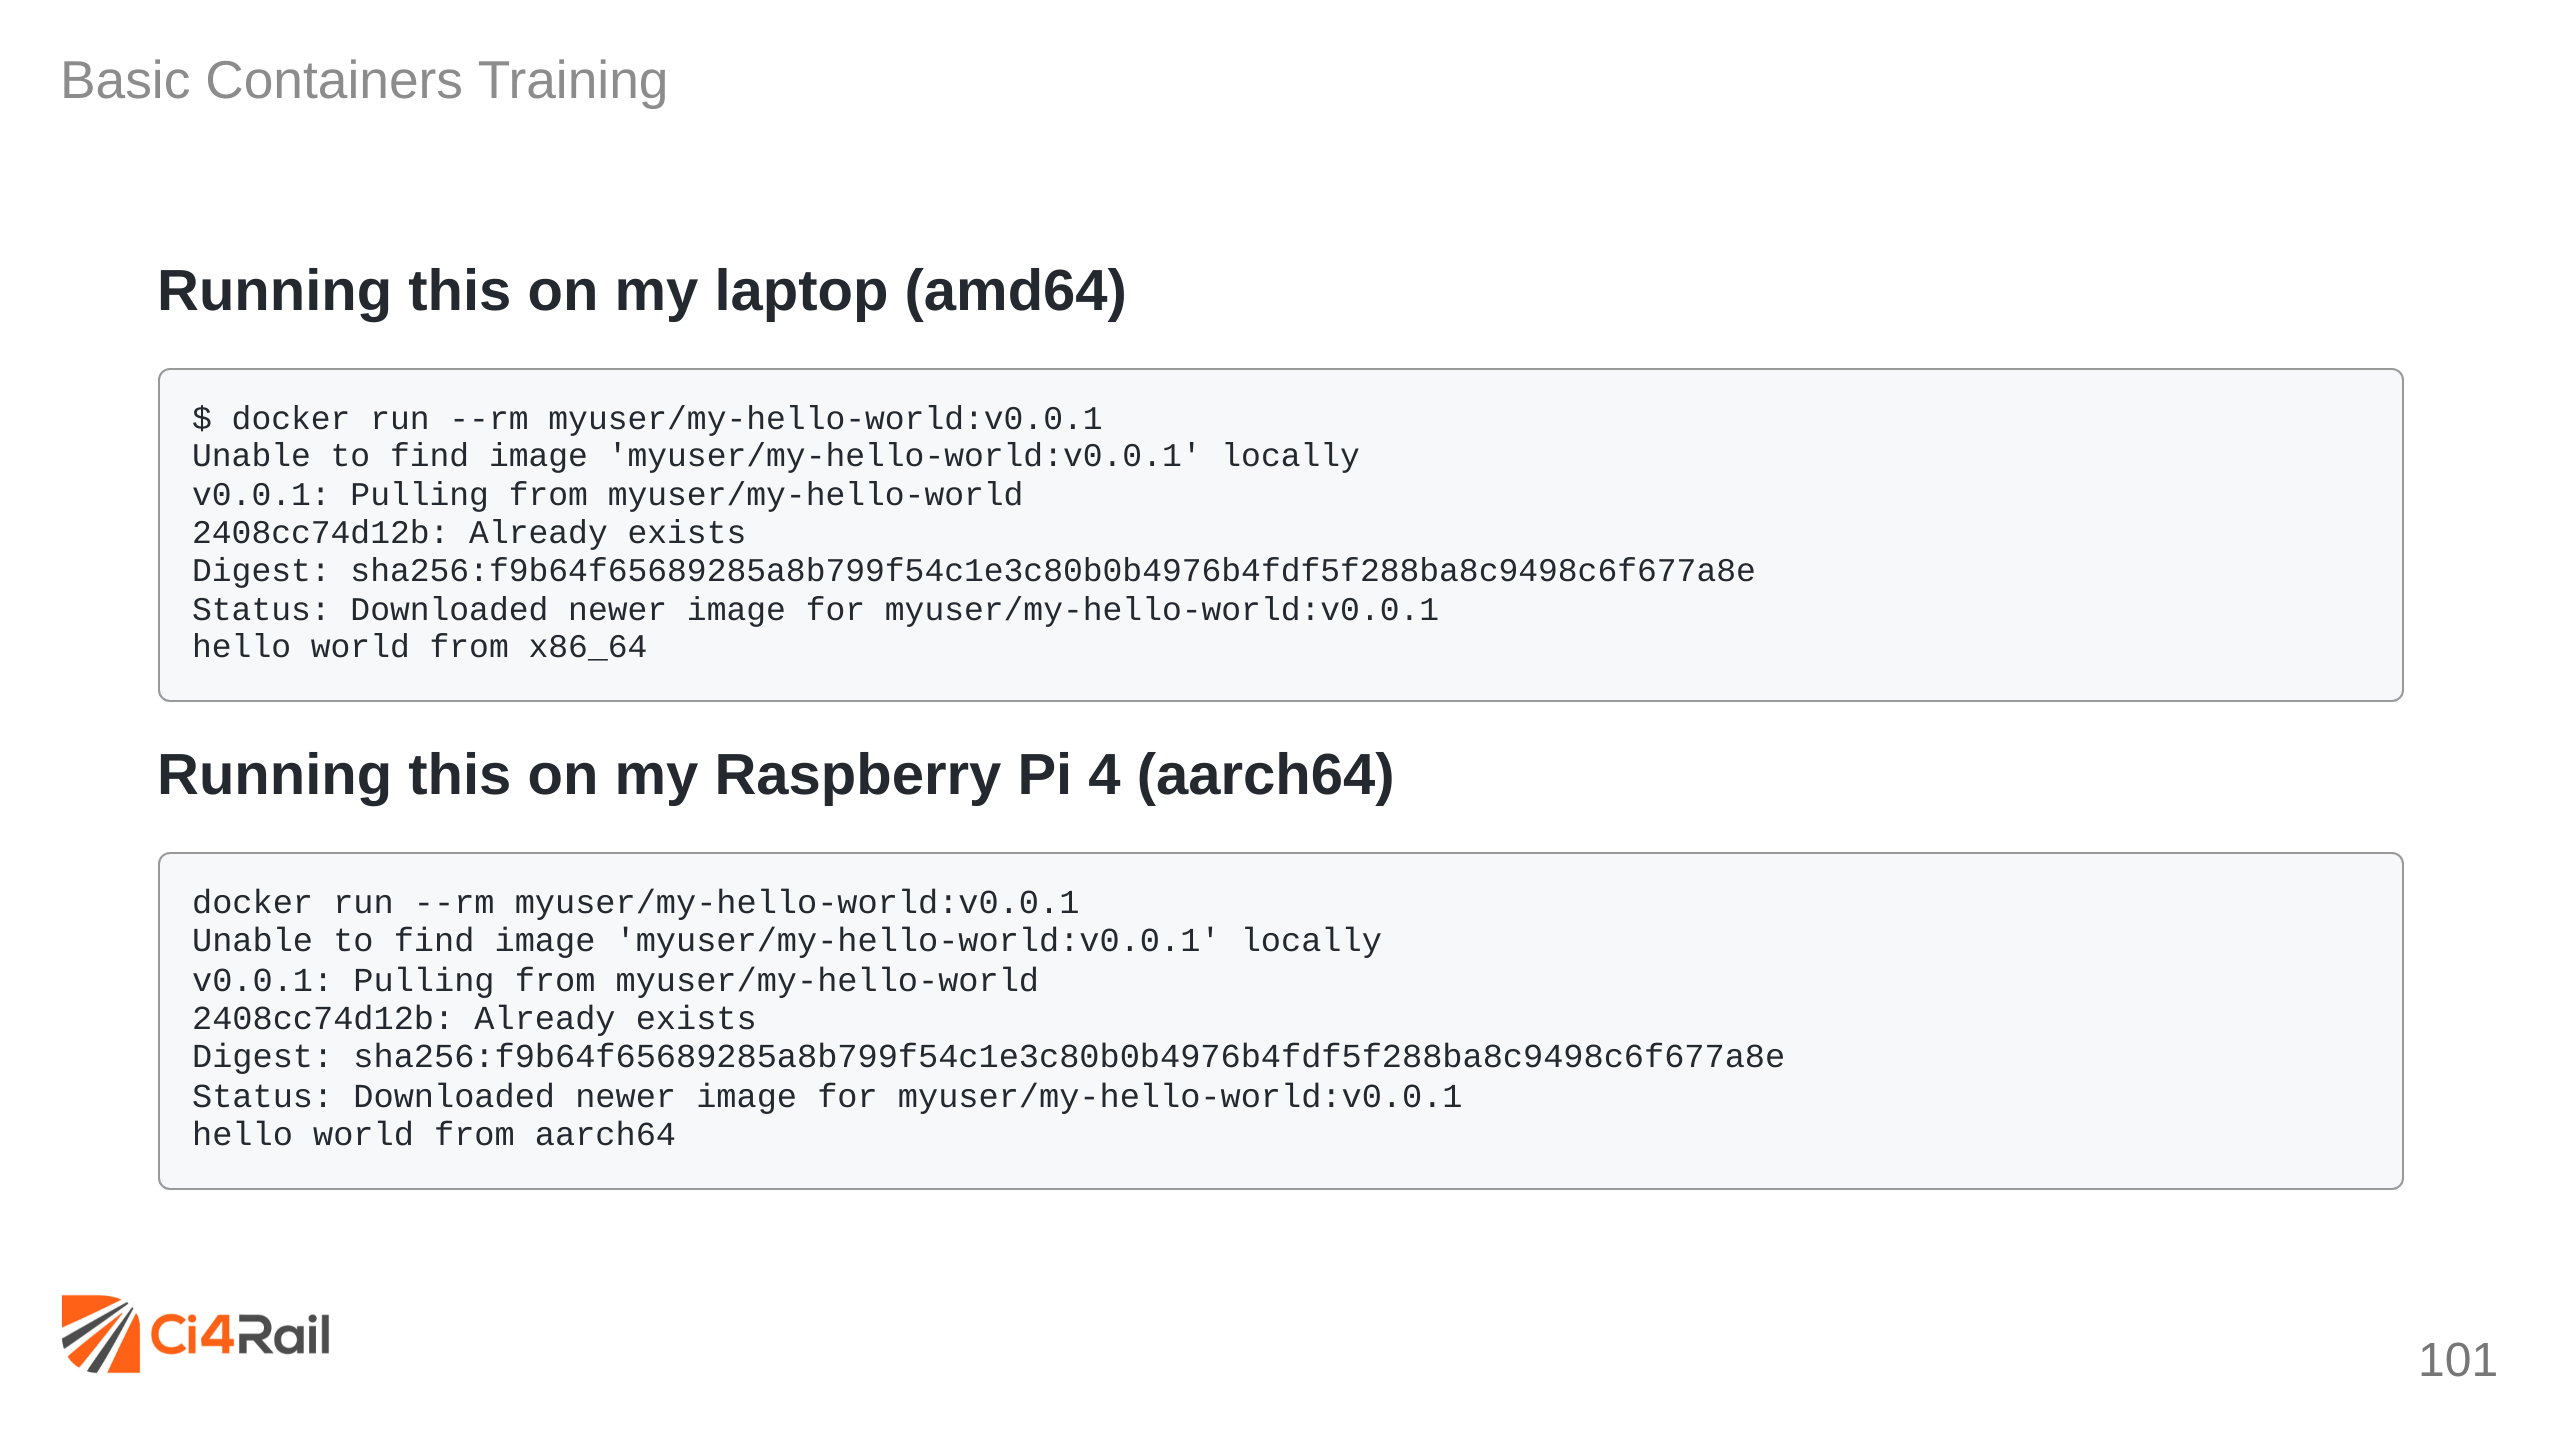 Basic Containers Training
Running this on my laptop (amd64)
$ docker run --rm myuser/my-hello-world:v0.0.1
Unable to find image 'myuser/my-hello-world:v0.0.1' locally
v0.0.1: Pulling from myuser/my-hello-world
2408cc74d12b: Already exists
Digest: sha256:f9b64f65689285a8b799f54c1e3c80b0b4976b4fdf5f288ba8c9498c6f677a8e
Status: Downloaded newer image for myuser/my-hello-world:v0.0.1
hello world from x86_64
Running this on my Raspberry Pi 4 (aarch64)
docker run --rm myuser/my-hello-world:v0.0.1
Unable to find image 'myuser/my-hello-world:v0.0.1' locally
v0.0.1: Pulling from myuser/my-hello-world
2408cc74d12b: Already exists
Digest: sha256:f9b64f65689285a8b799f54c1e3c80b0b4976b4fdf5f288ba8c9498c6f677a8e
Status: Downloaded newer image for myuser/my-hello-world:v0.0.1
hello world from aarch64
Ci4Rail
101